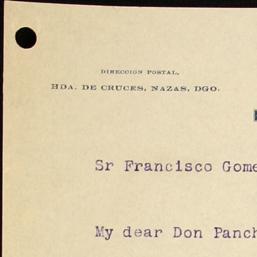 DIRECCION POSTAL,
HDA. DE CRUCES, NAZAS, DGO.
Sr Francisco Gome
My dear Don Panch